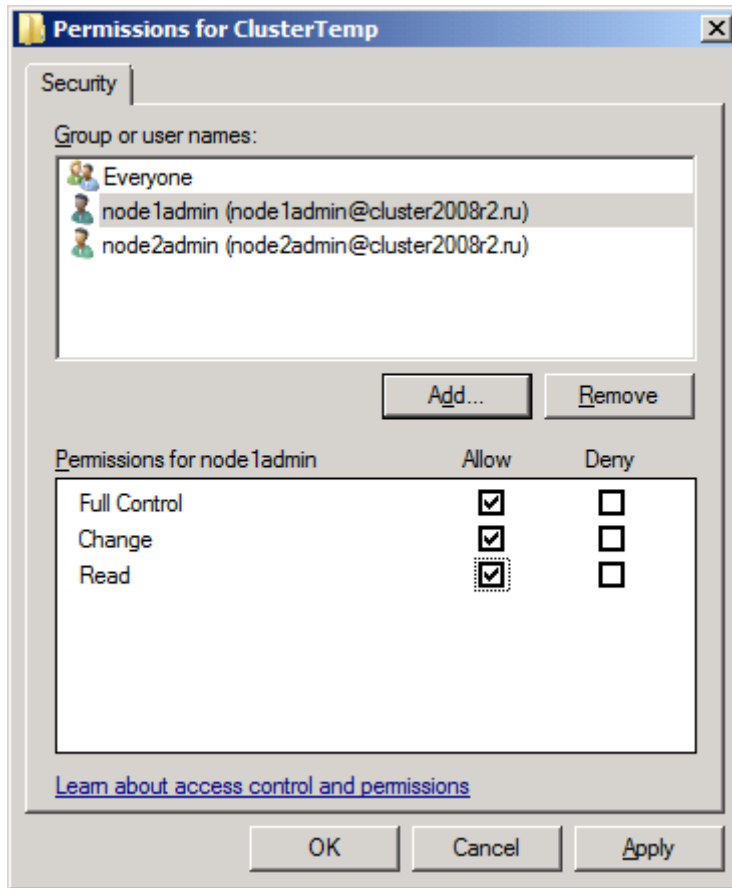 Permissions for ClusterTemp
Security
Group or user names:
Everyone
node1admin (node1admin@cluster2008r2.ru)
node2admin (node2admin@cluster2008r2.ru)
Add... Remove
Permissions for node1admin Allow Deny
Full Control
Change
Read
Learn about access control and permissions
OK Cancel Apply